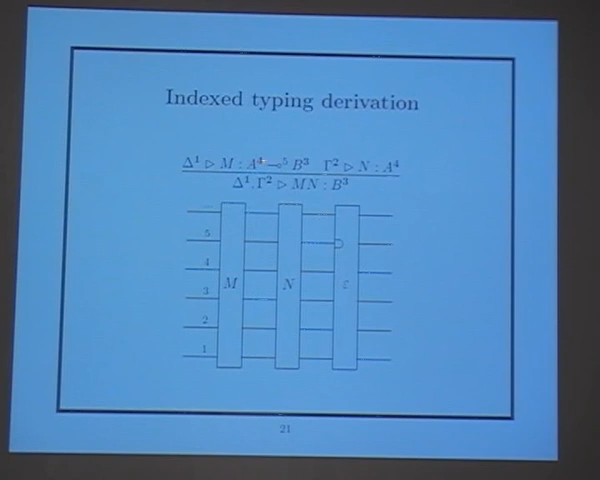 Indexed typing derivation
Δ¹ ▷ M : A⁴ ⊸⁵ B³ Γ² ▷ N : A⁴
Δ¹, Γ² ▷ MN : B³
5
4
3
2
1
M
N
ε
21